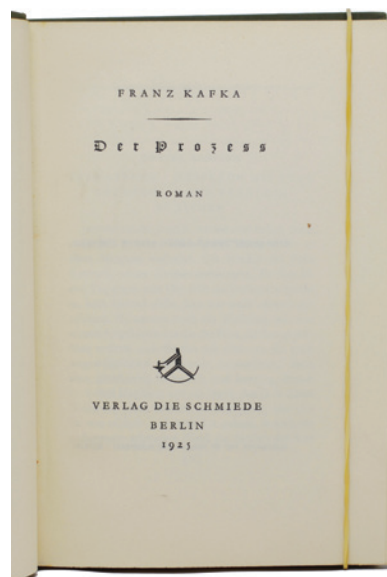 FRANZ KAFKA
Der Prozess
ROMAN
VERLAG DIE SCHMIEDE
BERLIN
1925